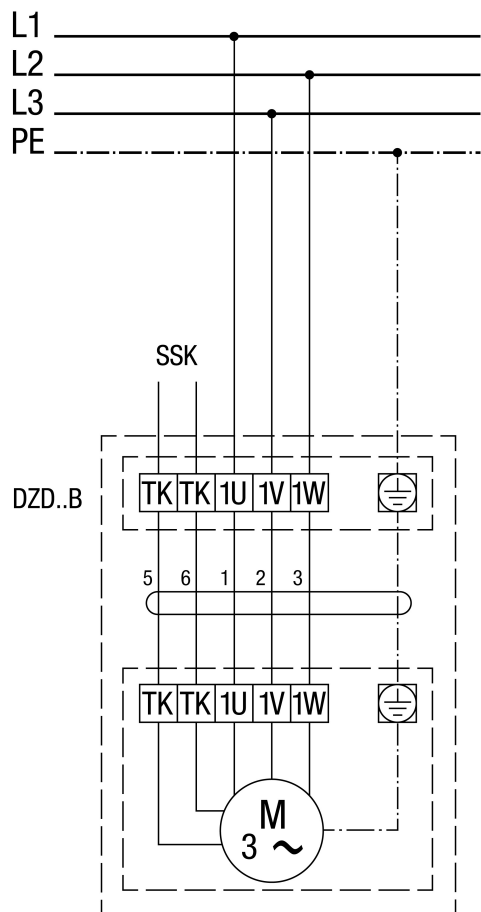 L1
L2
L3
PE
SSK
DZD..B
TK TK 1U 1V 1W
5 6 1 2 3
TK TK 1U 1V 1W
M
3 ~